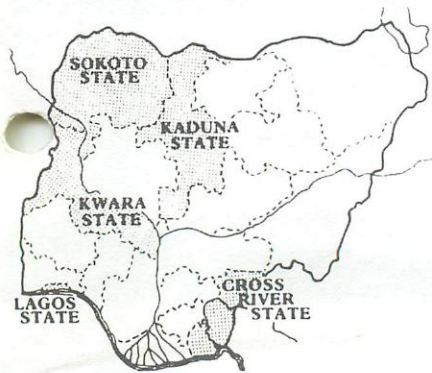 SOKOTO
STATE
KADUNA
STATE
KWARA
STATE
LAGOS
STATE
CROSS
RIVER
STATE